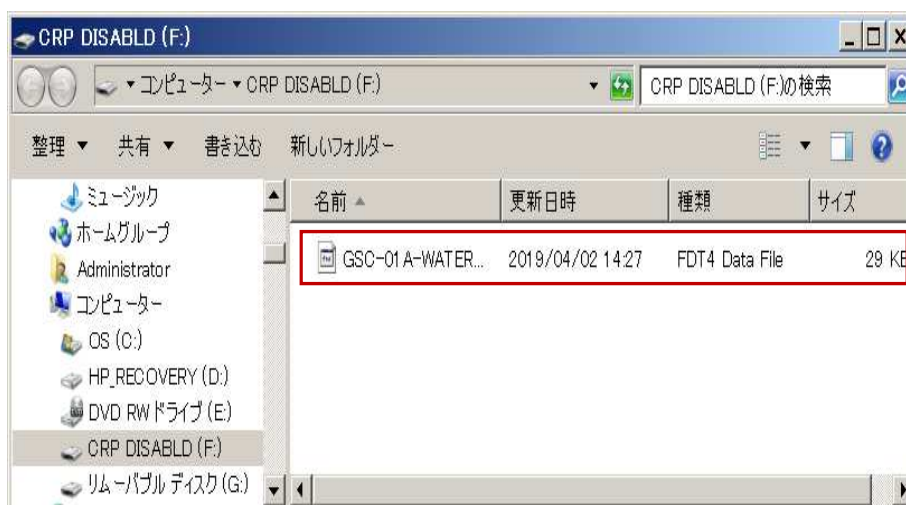 CRP DISABLD (F:)
コンピューター CRP DISABLD (F:)
CRP DISABLD (F:)の検索
整理 共有 書き込む 新しいフォルダー
ミュージック
ホームグループ
Administrator
コンピューター
OS (C:)
HP_RECOVERY (D:)
DVD RW ドライブ (E:)
CRP DISABLD (F:)
リムーバブル ディスク (G:)
名前 更新日時 種類 サイズ
GSC-01A-WATER... 2019/04/02 14:27 FDT4 Data File 29 KB